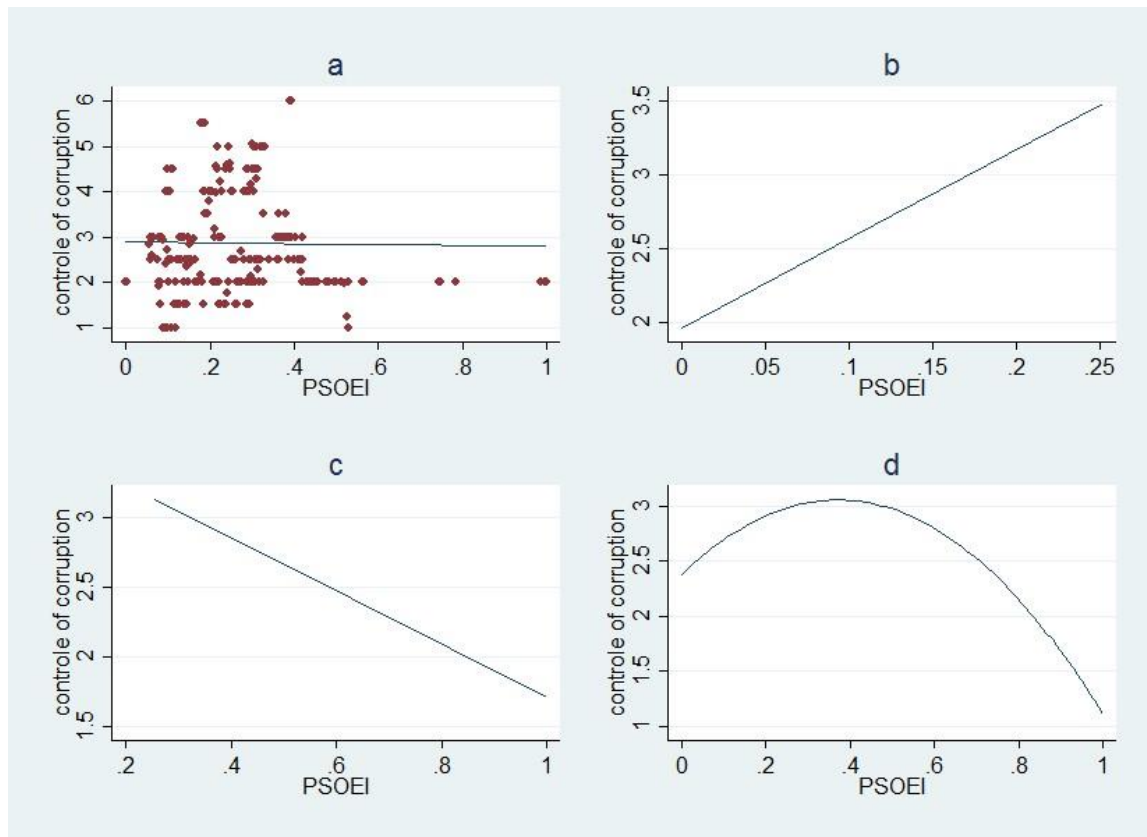 a
controle of corruption
6
5
4
3
2
1
0 .2 .4 .6 .8 1
PSOEI
b
controle of corruption
3.5
3
2.5
2
0 .05 .1 .15 .2 .25
PSOEI
c
controle of corruption
3
2.5
2
1.5
.2 .4 .6 .8 1
PSOEI
d
controle of corruption
3
2.5
2
1.5
1
0 .2 .4 .6 .8 1
PSOEI